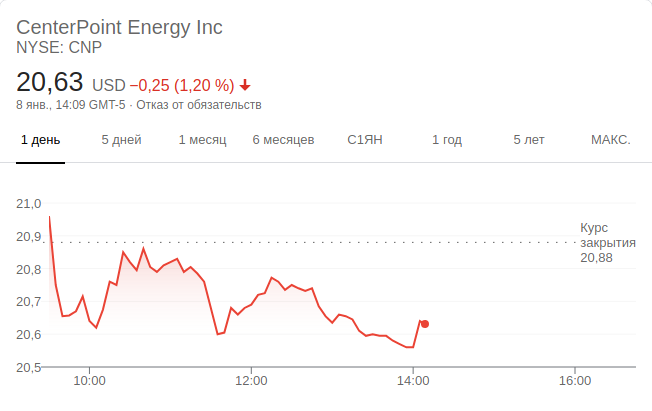 CenterPoint Energy Inc
NYSE: CNP
20,63 USD −0,25 (1,20 %)
8 янв., 14:09 GMT-5 · Отказ от обязательств
1 день 5 дней 1 месяц 6 месяцев С1ЯН 1 год 5 лет МАКС.
21,0
20,9
20,8
20,7
20,6
20,5
Курс
закрытия
20,88
10:00 12:00 14:00 16:00